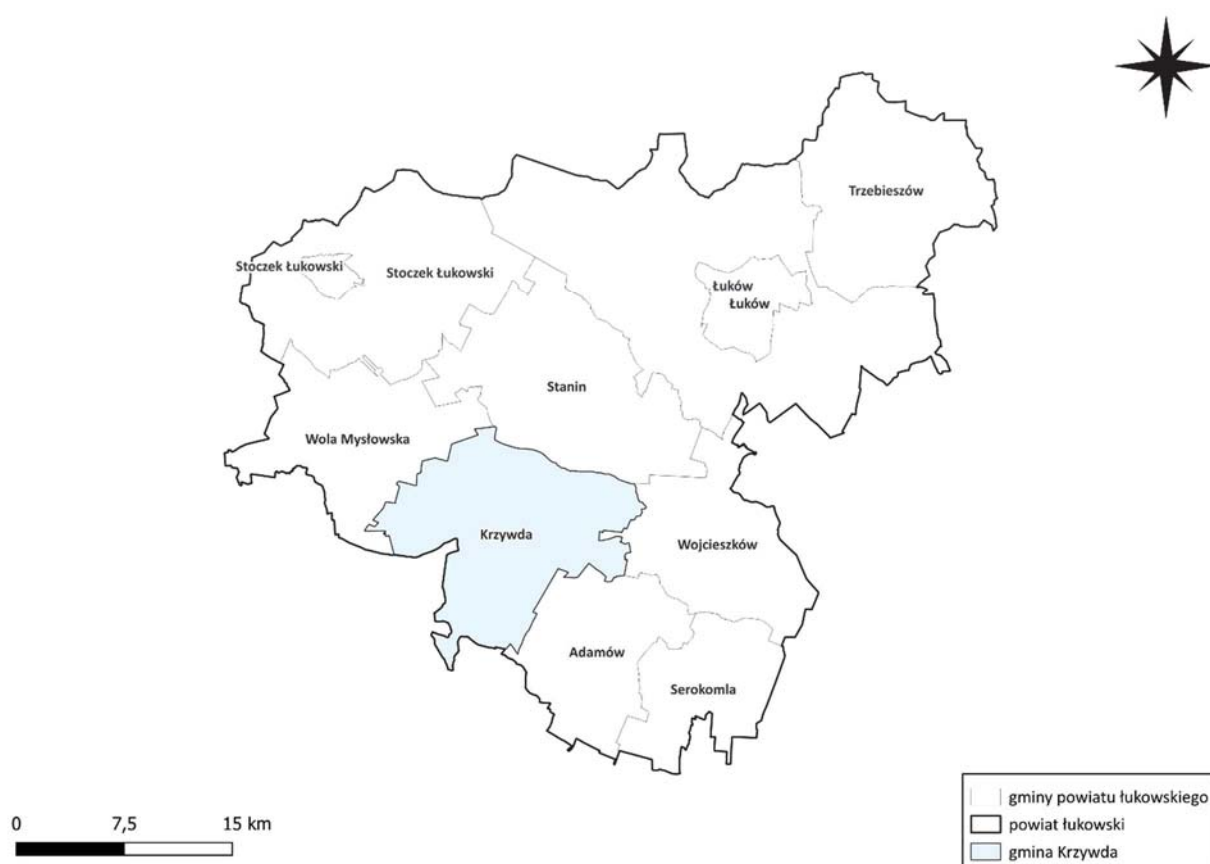 Trzebieszów
Stoczek Łukowski
Stoczek Łukowski
Łuków
Łuków
Stanin
Wola Mysłowska
Krzywda
Wojcieszków
Adamów
Serokomla
0 7,5 15 km
gminy powiatu łukowskiego
powiat łukowski
gmina Krzywda